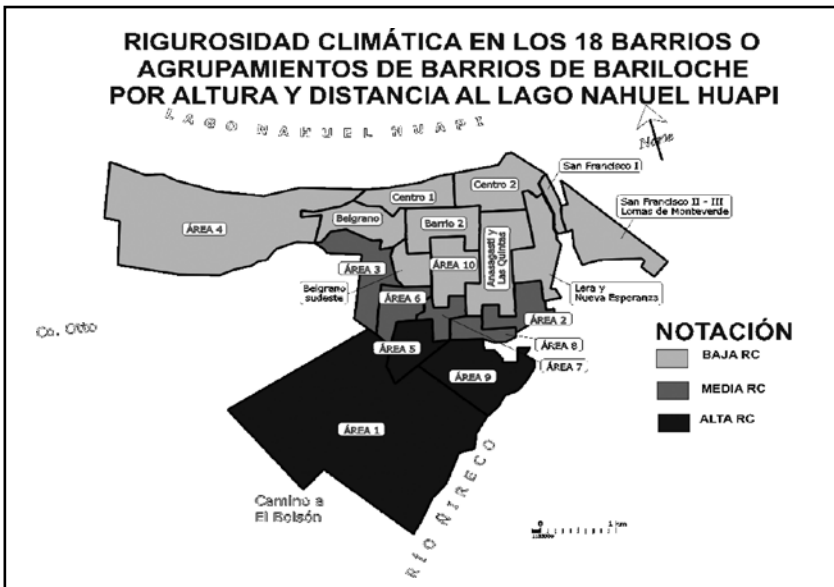 RIGUROSIDAD CLIMÁTICA EN LOS 18 BARRIOS O
AGRUPAMIENTOS DE BARRIOS DE BARILOCHE
POR ALTURA Y DISTANCIA AL LAGO NAHUEL HUAPI
LAGO NAHUEL HUAPI
Norte
San Francisco I
Centro 2
Centro 1
San Francisco II - III
Lomas de Monteverde
ÁREA 4
Belgrano
Barrio 2
Anasagasti y
Las Quintas
ÁREA 3
ÁREA 10
Belgrano
sudeste
Lera y
Nueva Esperanza
ÁREA 6
Co. Otto
ÁREA 2
NOTACIÓN
ÁREA 5
ÁREA 8
BAJA RC
ÁREA 7
ÁREA 9
MEDIA RC
ALTA RC
ÁREA 1
RÍO ÑIRECO
Camino a
El Bolsón
0 1 km